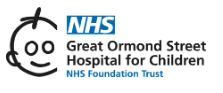 NHS
Great Ormond Street
Hospital for Children
NHS Foundation Trust